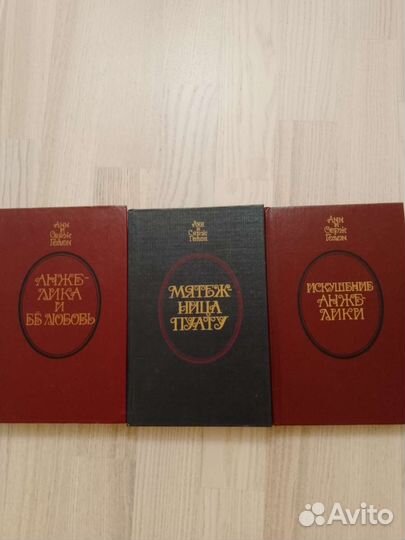 Анн
и
Серж
Голон
АНЖЕ-
ЛИКА И
ЕЁ ЛЮБОВЬ
Анн
и
Серж
Голон
МЯТЕЖ-
НИЦА
ПУАТУ
Анн
и
Серж
Голон
ИСКУШЕНИЕ
АНЖЕ-
ЛИКИ
Avito